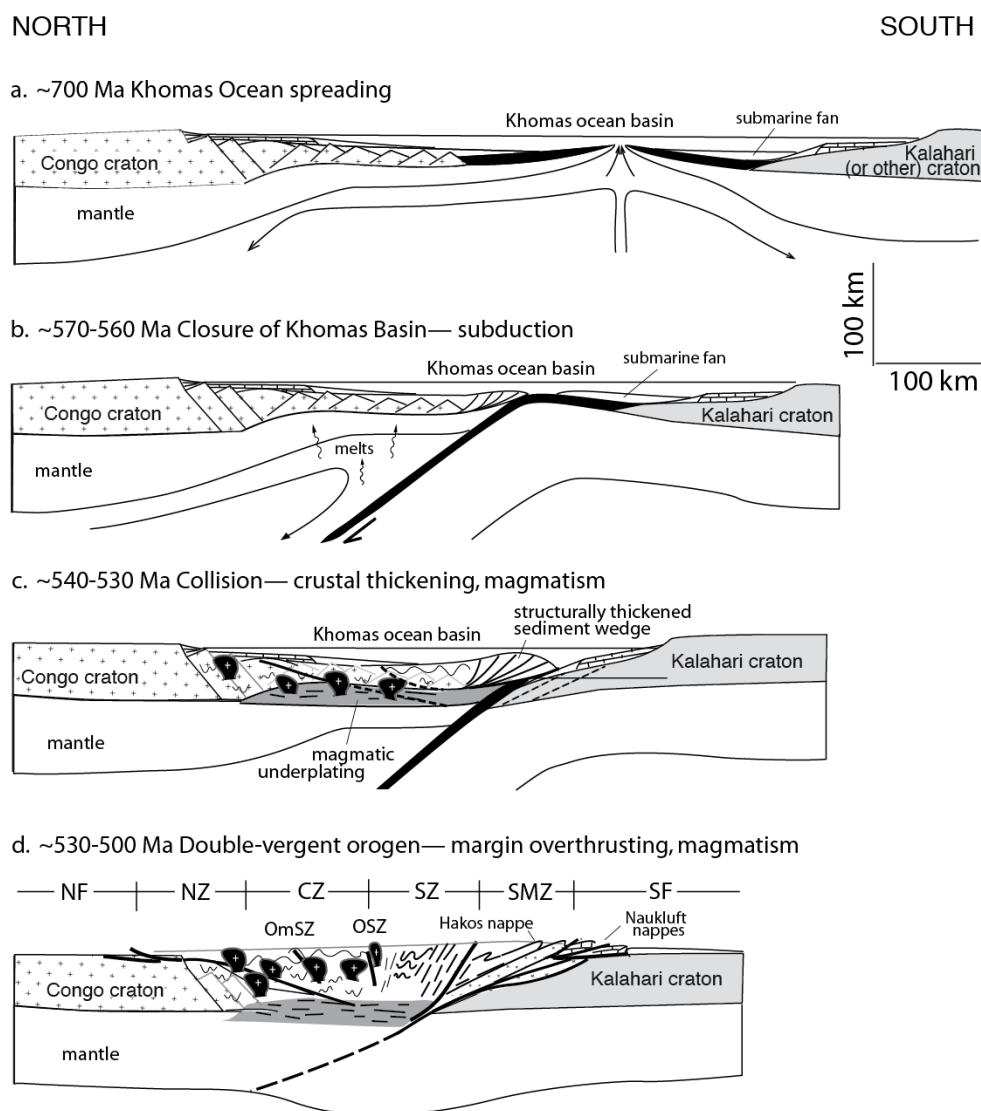 NORTH
SOUTH
a. ~700 Ma Khomas Ocean spreading
Khomas ocean basin
submarine fan
Congo craton
Kalahari
(or other) craton
mantle
100 km
100 km
b. ~570-560 Ma Closure of Khomas Basin— subduction
Khomas ocean basin
submarine fan
Congo craton
Kalahari craton
melts
mantle
c. ~540-530 Ma Collision— crustal thickening, magmatism
structurally thickened
sediment wedge
Khomas ocean basin
Congo craton
Kalahari craton
mantle
magmatic
underplating
d. ~530-500 Ma Double-vergent orogen— margin overthrusting, magmatism
NF
NZ
CZ
SZ
SMZ
SF
OmSZ
OSZ
Hakos nappe
Naukluft
nappes
Congo craton
Kalahari craton
mantle